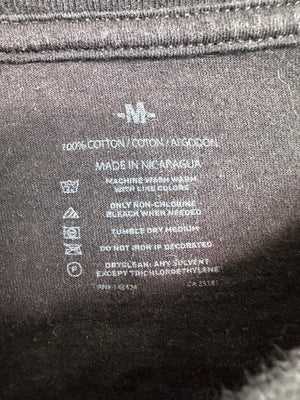 -M-
100% COTTON / COTON / ALGODON
MADE IN NICARAGUA
MACHINE WASH WARM
WITH LIKE COLORS
ONLY NON-CHLORINE
BLEACH WHEN NEEDED
TUMBLE DRY MEDIUM
DO NOT IRON IF DECORATED
F
DRYCLEAN: ANY SOLVENT
EXCEPT TRICHLOROETHYLENE